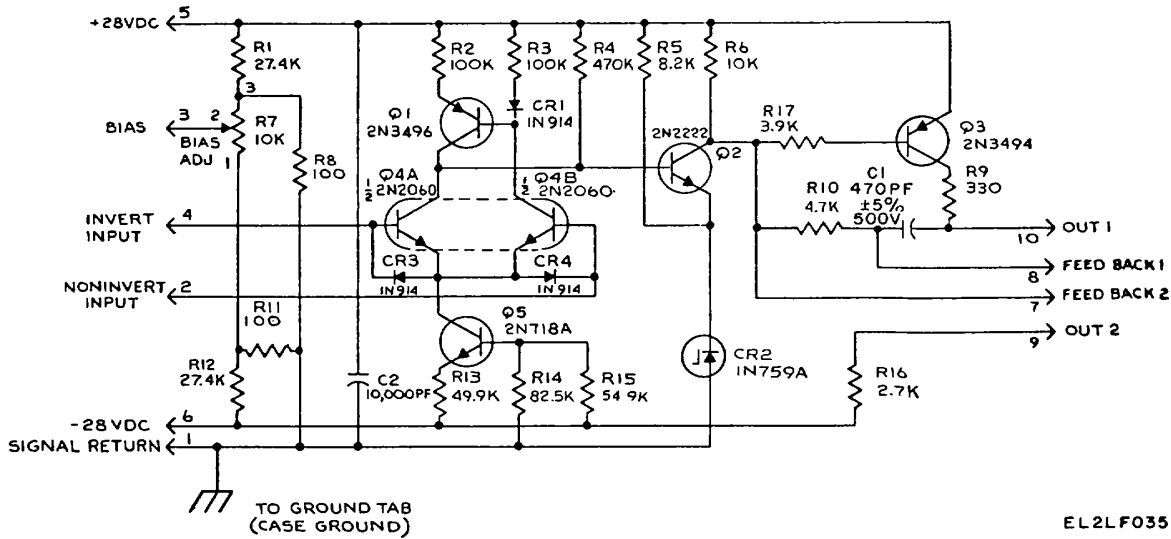 +28VDC
5
R1
27.4K
3
BIAS
3
2
R7
10K
BIAS
ADJ
1
R8
100
R2
100K
R3
100K
R4
470K
R5
8.2K
R6
10K
Q1
2N3496
CR1
1N914
R17
3.9K
Q3
2N3494
2N2222
Q2
Q4A
1/2 2N2060
Q4B
1/2 2N2060
R10
4.7K
C1
470PF
±5%
500V
R9
330
INVERT
INPUT
4
10
OUT 1
CR3
1N914
CR4
1N914
8
FEED BACK 1
NONINVERT
INPUT
2
7
FEED BACK 2
R11
100
Q5
2N718A
9
OUT 2
R12
27.4K
C2
10,000PF
R13
49.9K
R14
82.5K
R15
54.9K
CR2
1N759A
R16
2.7K
-28VDC
6
SIGNAL RETURN
1
TO GROUND TAB
(CASE GROUND)
EL2LF035